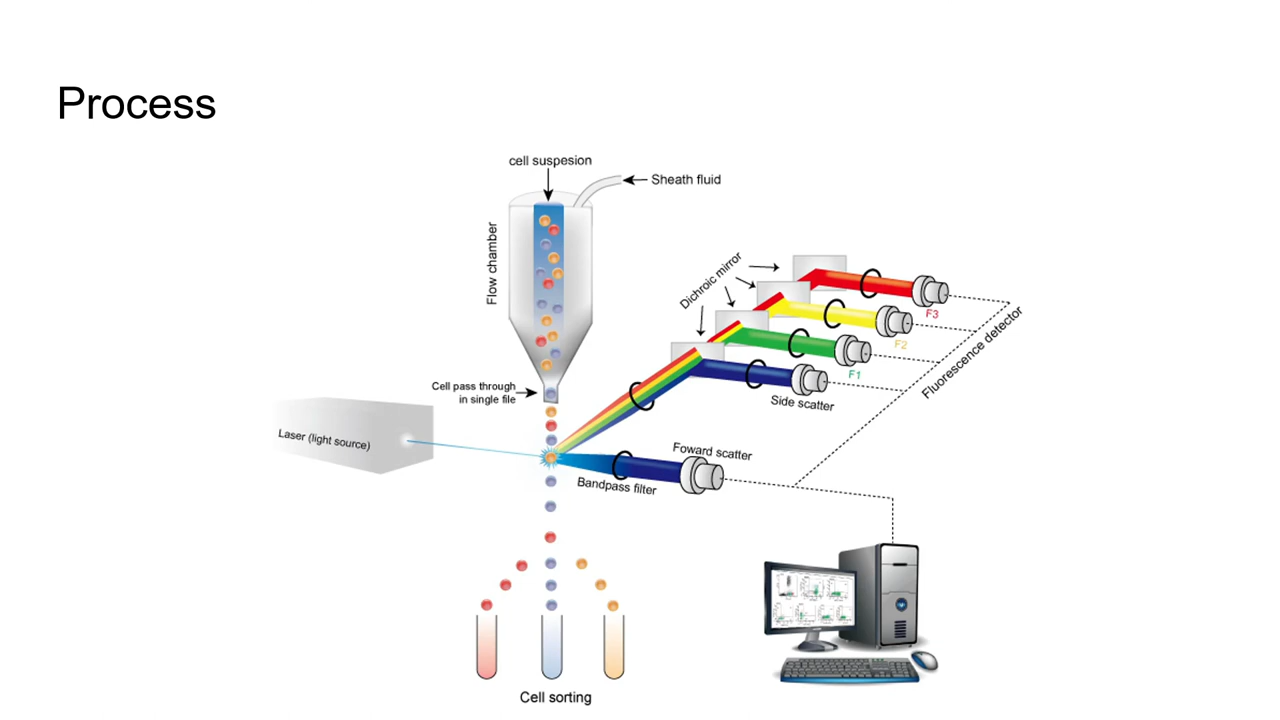 Process
cell suspesion
Sheath fluid
Flow chamber
Dichroic mirror
F3
F2
F1
Fluorescence detector
Cell pass through
in single file
Side scatter
Laser (light source)
Foward scatter
Bandpass filter
Cell sorting